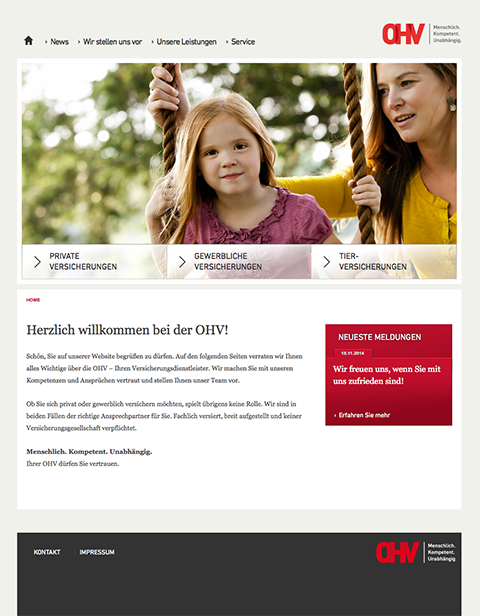 › News › Wir stellen uns vor › Unsere Leistungen › Service
OHV
Menschlich.
Kompetent.
Unabhängig.
PRIVATE
VERSICHERUNGEN
GEWERBLICHE
VERSICHERUNGEN
TIER-
VERSICHERUNGEN
HOME
Herzlich willkommen bei der OHV!
Schön, Sie auf unserer Website begrüßen zu dürfen. Auf den folgenden Seiten verraten wir Ihnen
alles Wichtige über die OHV – Ihren Versicherungsdienstleister. Wir machen Sie mit unseren
Kompetenzen und Ansprüchen vertraut und stellen Ihnen unser Team vor.
Ob Sie sich privat oder gewerblich versichern möchten, spielt übrigens keine Rolle. Wir sind in
beiden Fällen der richtige Ansprechpartner für Sie. Fachlich versiert, breit aufgestellt und keiner
Versicherungsgesellschaft verpflichtet.
Menschlich. Kompetent. Unabhängig.
Ihrer OHV dürfen Sie vertrauen.
NEUESTE MELDUNGEN
18.11.2014
Wir freuen uns, wenn Sie mit
uns zufrieden sind!
› Erfahren Sie mehr
KONTAKT IMPRESSUM
OHV
Menschlich.
Kompetent.
Unabhängig